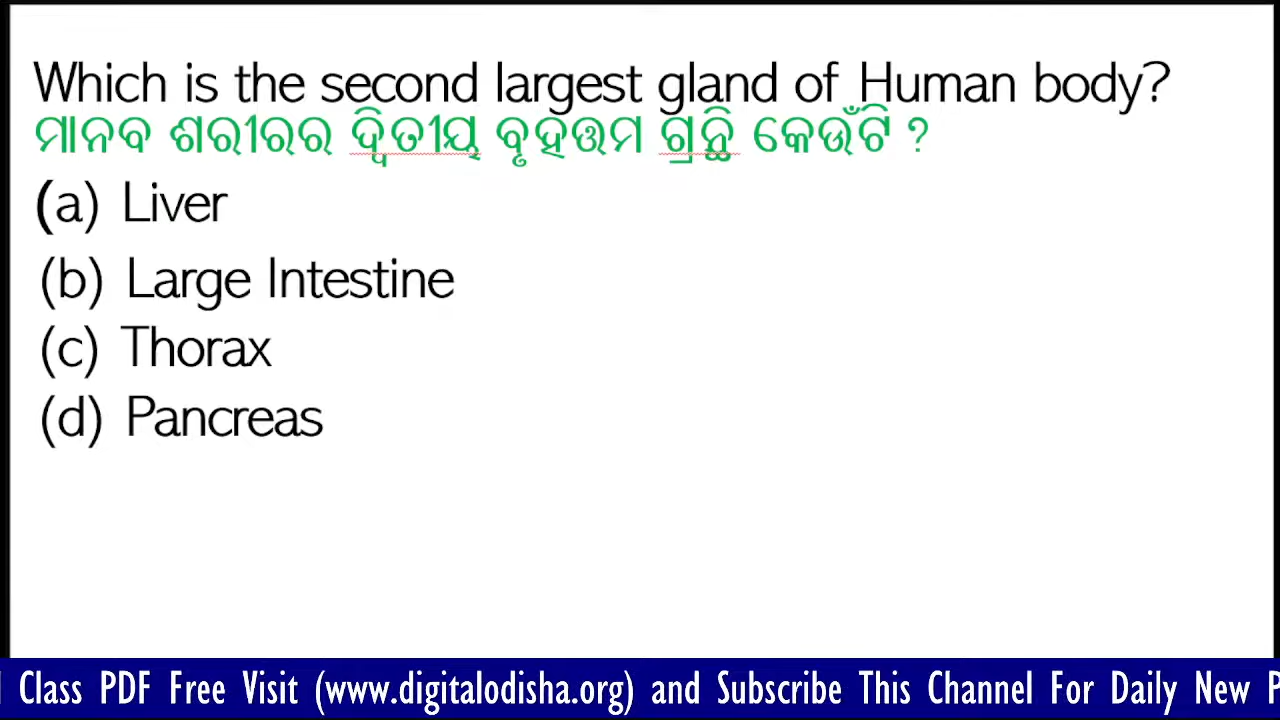 Which is the second largest gland of Human body?
ମାନବ ଶରୀରର ଦ୍ୱିତୀୟ ବୃହତ୍ତମ ଗ୍ରନ୍ଥି କେଉଁଟି ?
(a) Liver
(b) Large Intestine
(c) Thorax
(d) Pancreas
Class PDF Free Visit (www.digitalodisha.org) and Subscribe This Channel For Daily New